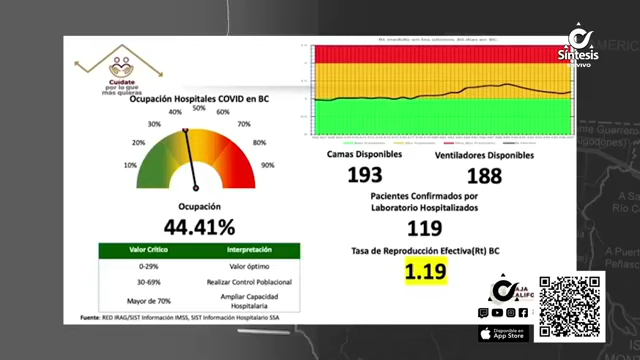 Cuídate
por lo que
más quieras
Ocupación Hospitales COVID en BC
10%
20%
30%
40%
50%
60%
70%
80%
90%
Ocupación
44.41%
Valor Crítico Interpretación
0-29% Valor óptimo
30-69% Realizar Control Poblacional
Mayor de 70% Ampliar Capacidad
Hospitalaria
Fuente: RED IRAG/SIST Información IMSS, SIST Información Hospitalario SSA
Camas Disponibles
193
Ventiladores Disponibles
188
Pacientes Confirmados por
Laboratorio Hospitalizados
119
Tasa de Reproducción Efectiva(Rt) BC
1.19
Síntesis
Disponible en
App Store